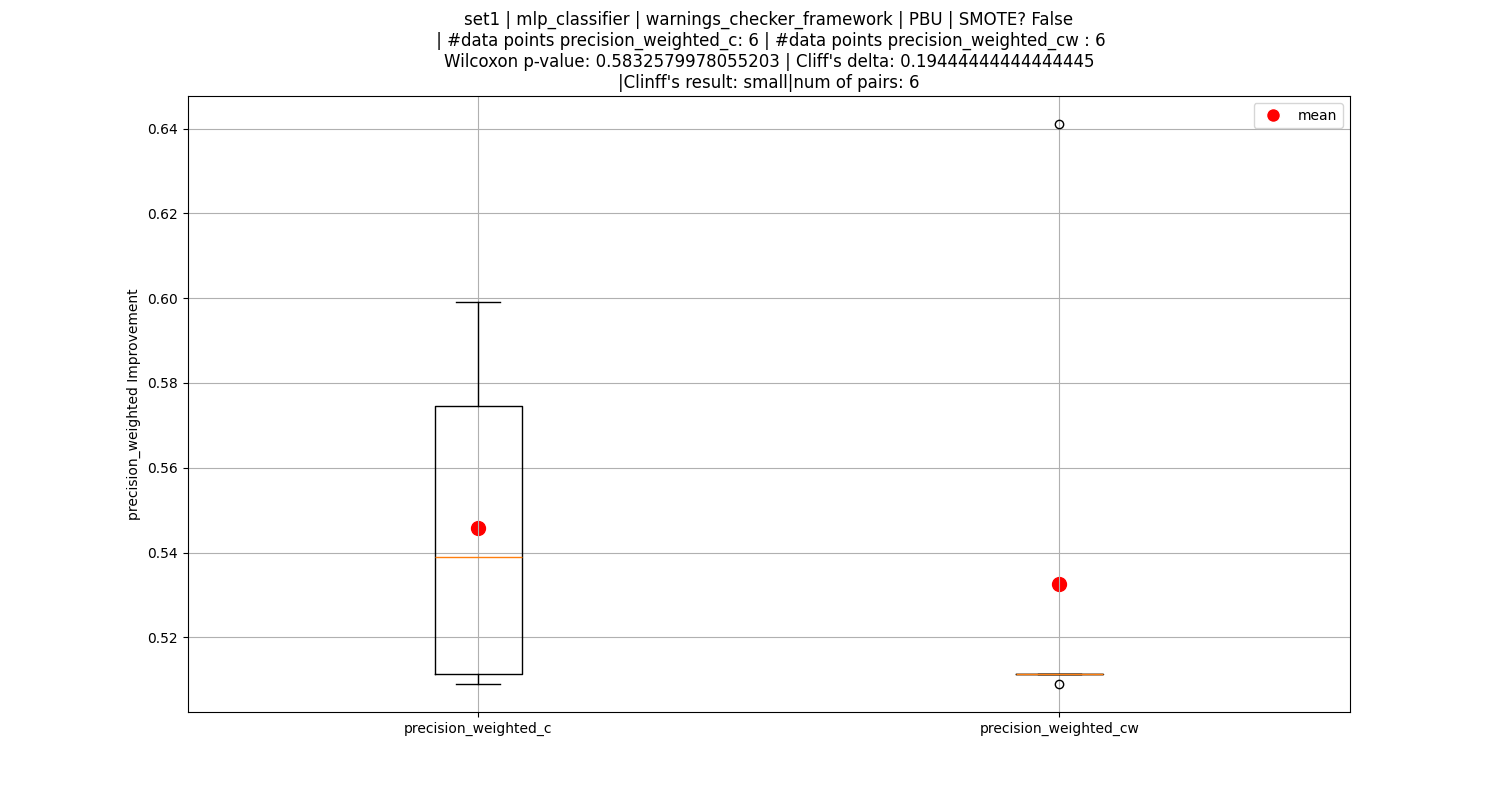 set1 | mlp_classifier | warnings_checker_framework | PBU | SMOTE? False
| #data points precision_weighted_c: 6 | #data points precision_weighted_cw : 6
Wilcoxon p-value: 0.5832579978055203 | Cliff's delta: 0.19444444444444445
|Clinff's result: small|num of pairs: 6
mean
0.64
0.62
0.60
0.58
0.56
0.54
0.52
precision_weighted Improvement
precision_weighted_c
precision_weighted_cw